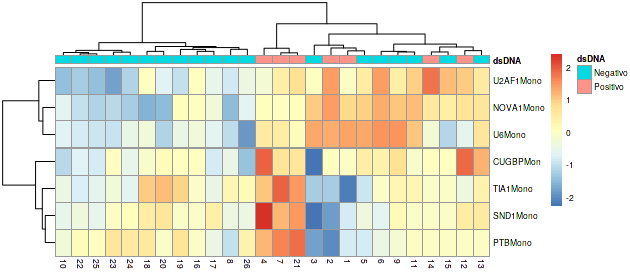 dsDNA
dsDNA
Negativo
Positivo
2
1
0
-1
-2
U2AF1Mono
NOVA1Mono
U6Mono
CUGBPMon
TIA1Mono
SND1Mono
PTBMono
10 22 25 23 24 18 20 19 16 17 8 26 4 7 21 3 2 1 5 6 9 11 14 15 12 13